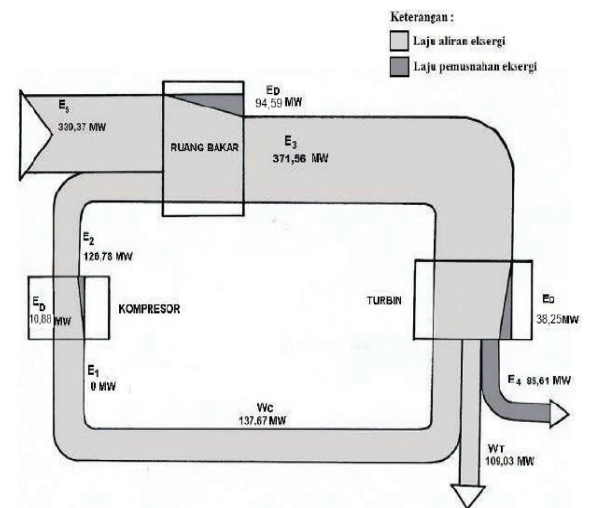 Keterangan :
Laju aliran eksergi
Laju pemusnahan eksergi
E5
339,37 MW
ED
94,59 MW
RUANG BAKAR
E3
371,56 MW
E2
126,78 MW
ED
10,88 MW
KOMPRESOR
TURBIN
ED
38,25MW
E1
0 MW
E4 85,61 MW
Wc
137.67 MW
WT
109,03 MW